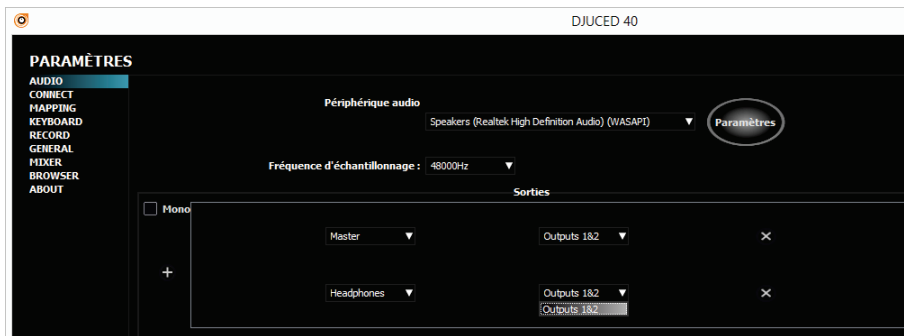 DJUCED 40
PARAMÈTRES
AUDIO
CONNECT
MAPPING
KEYBOARD
RECORD
GENERAL
MIXER
BROWSER
ABOUT
Périphérique audio
Speakers (Realtek High Definition Audio) (WASAPI)
Paramètres
Fréquence d'échantillonnage : 48000Hz
Sorties
Mono
Master Outputs 1&2
Headphones Outputs 1&2
Outputs 1&2